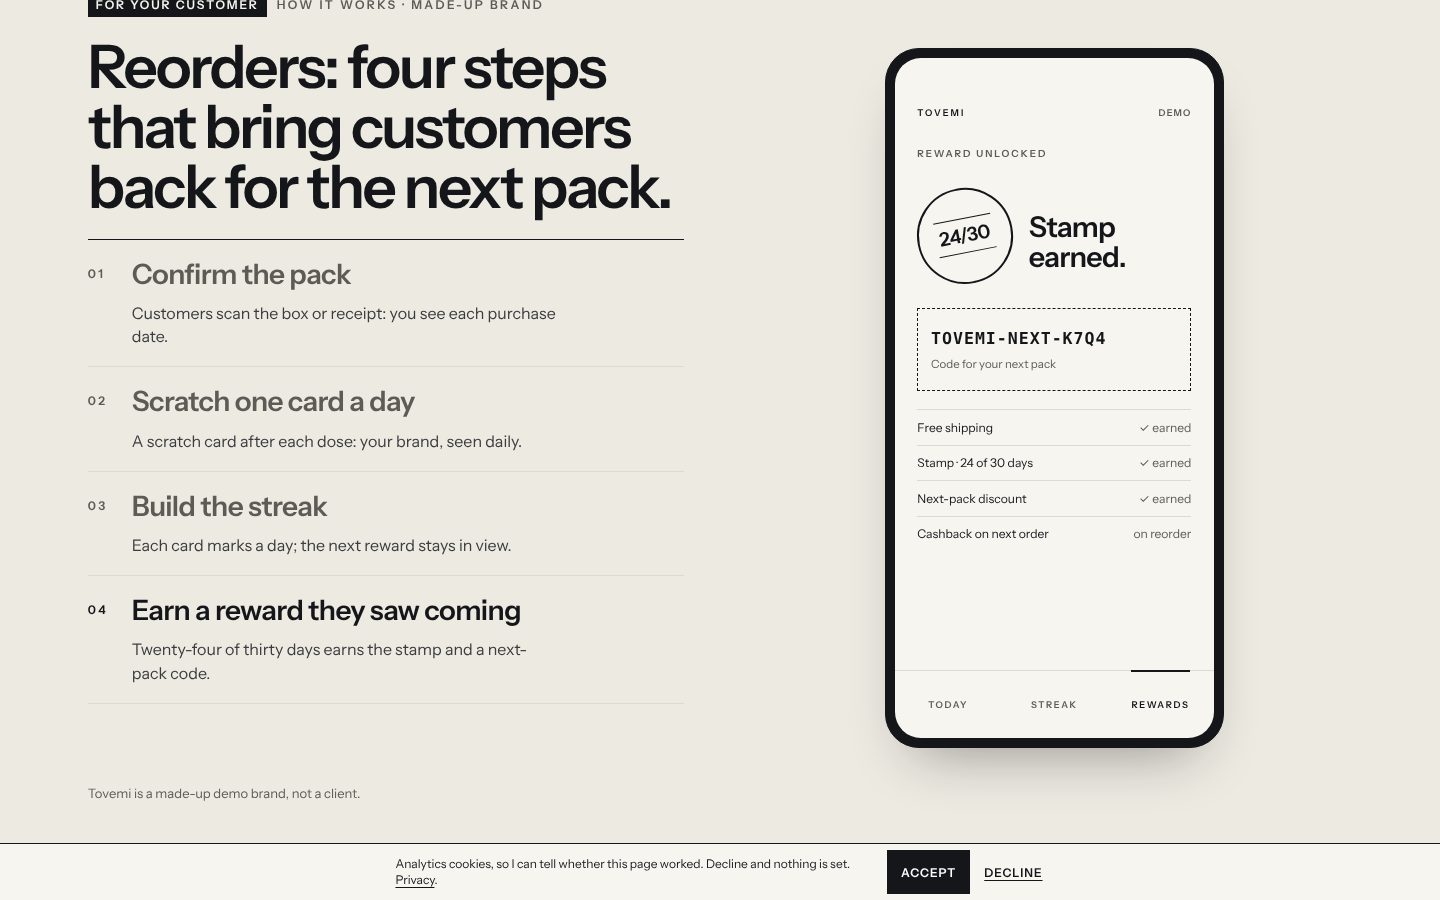 FOR YOUR CUSTOMER HOW IT WORKS · MADE-UP BRAND
Reorders: four steps
that bring customers
back for the next pack.
01 Confirm the pack
Customers scan the box or receipt: you see each purchase
date.
02 Scratch one card a day
A scratch card after each dose: your brand, seen daily.
03 Build the streak
Each card marks a day; the next reward stays in view.
04 Earn a reward they saw coming
Twenty-four of thirty days earns the stamp and a next-
pack code.
Tovemi is a made-up demo brand, not a client.
TOVEMI DEMO
REWARD UNLOCKED
24/30
Stamp
earned.
TOVEMI-NEXT-K7Q4
Code for your next pack
Free shipping ✓ earned
Stamp · 24 of 30 days ✓ earned
Next-pack discount ✓ earned
Cashback on next order on reorder
TODAY STREAK REWARDS
Analytics cookies, so I can tell whether this page worked. Decline and nothing is set.
Privacy.
ACCEPT DECLINE